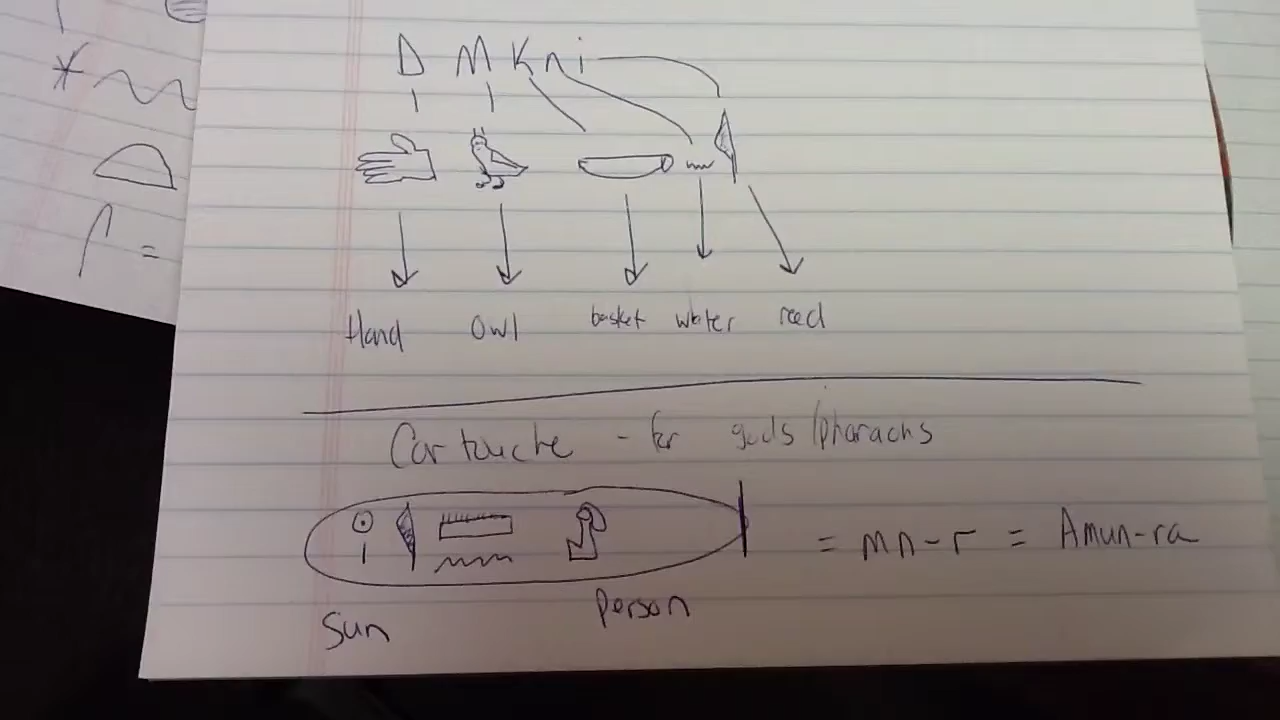 D M K n i
Hand owl basket water reed
Cartouche - for gods/pharaohs
= mn-r = Amun-ra
Sun person
=